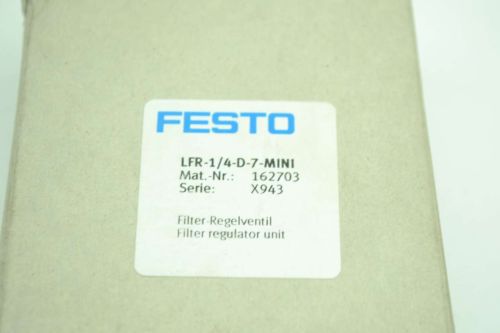 FESTO
LFR-1/4-D-7-MINI
Mat.-Nr.: 162703
Serie: X943
Filter-Regelventil
Filter regulator unit